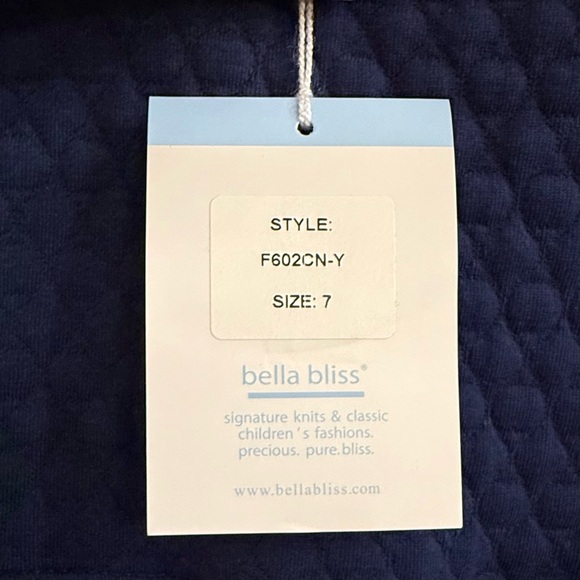 STYLE:
F602CN-Y
SIZE: 7
bella bliss®
signature knits & classic
children's fashions.
precious. pure.bliss.
www.bellabliss.com